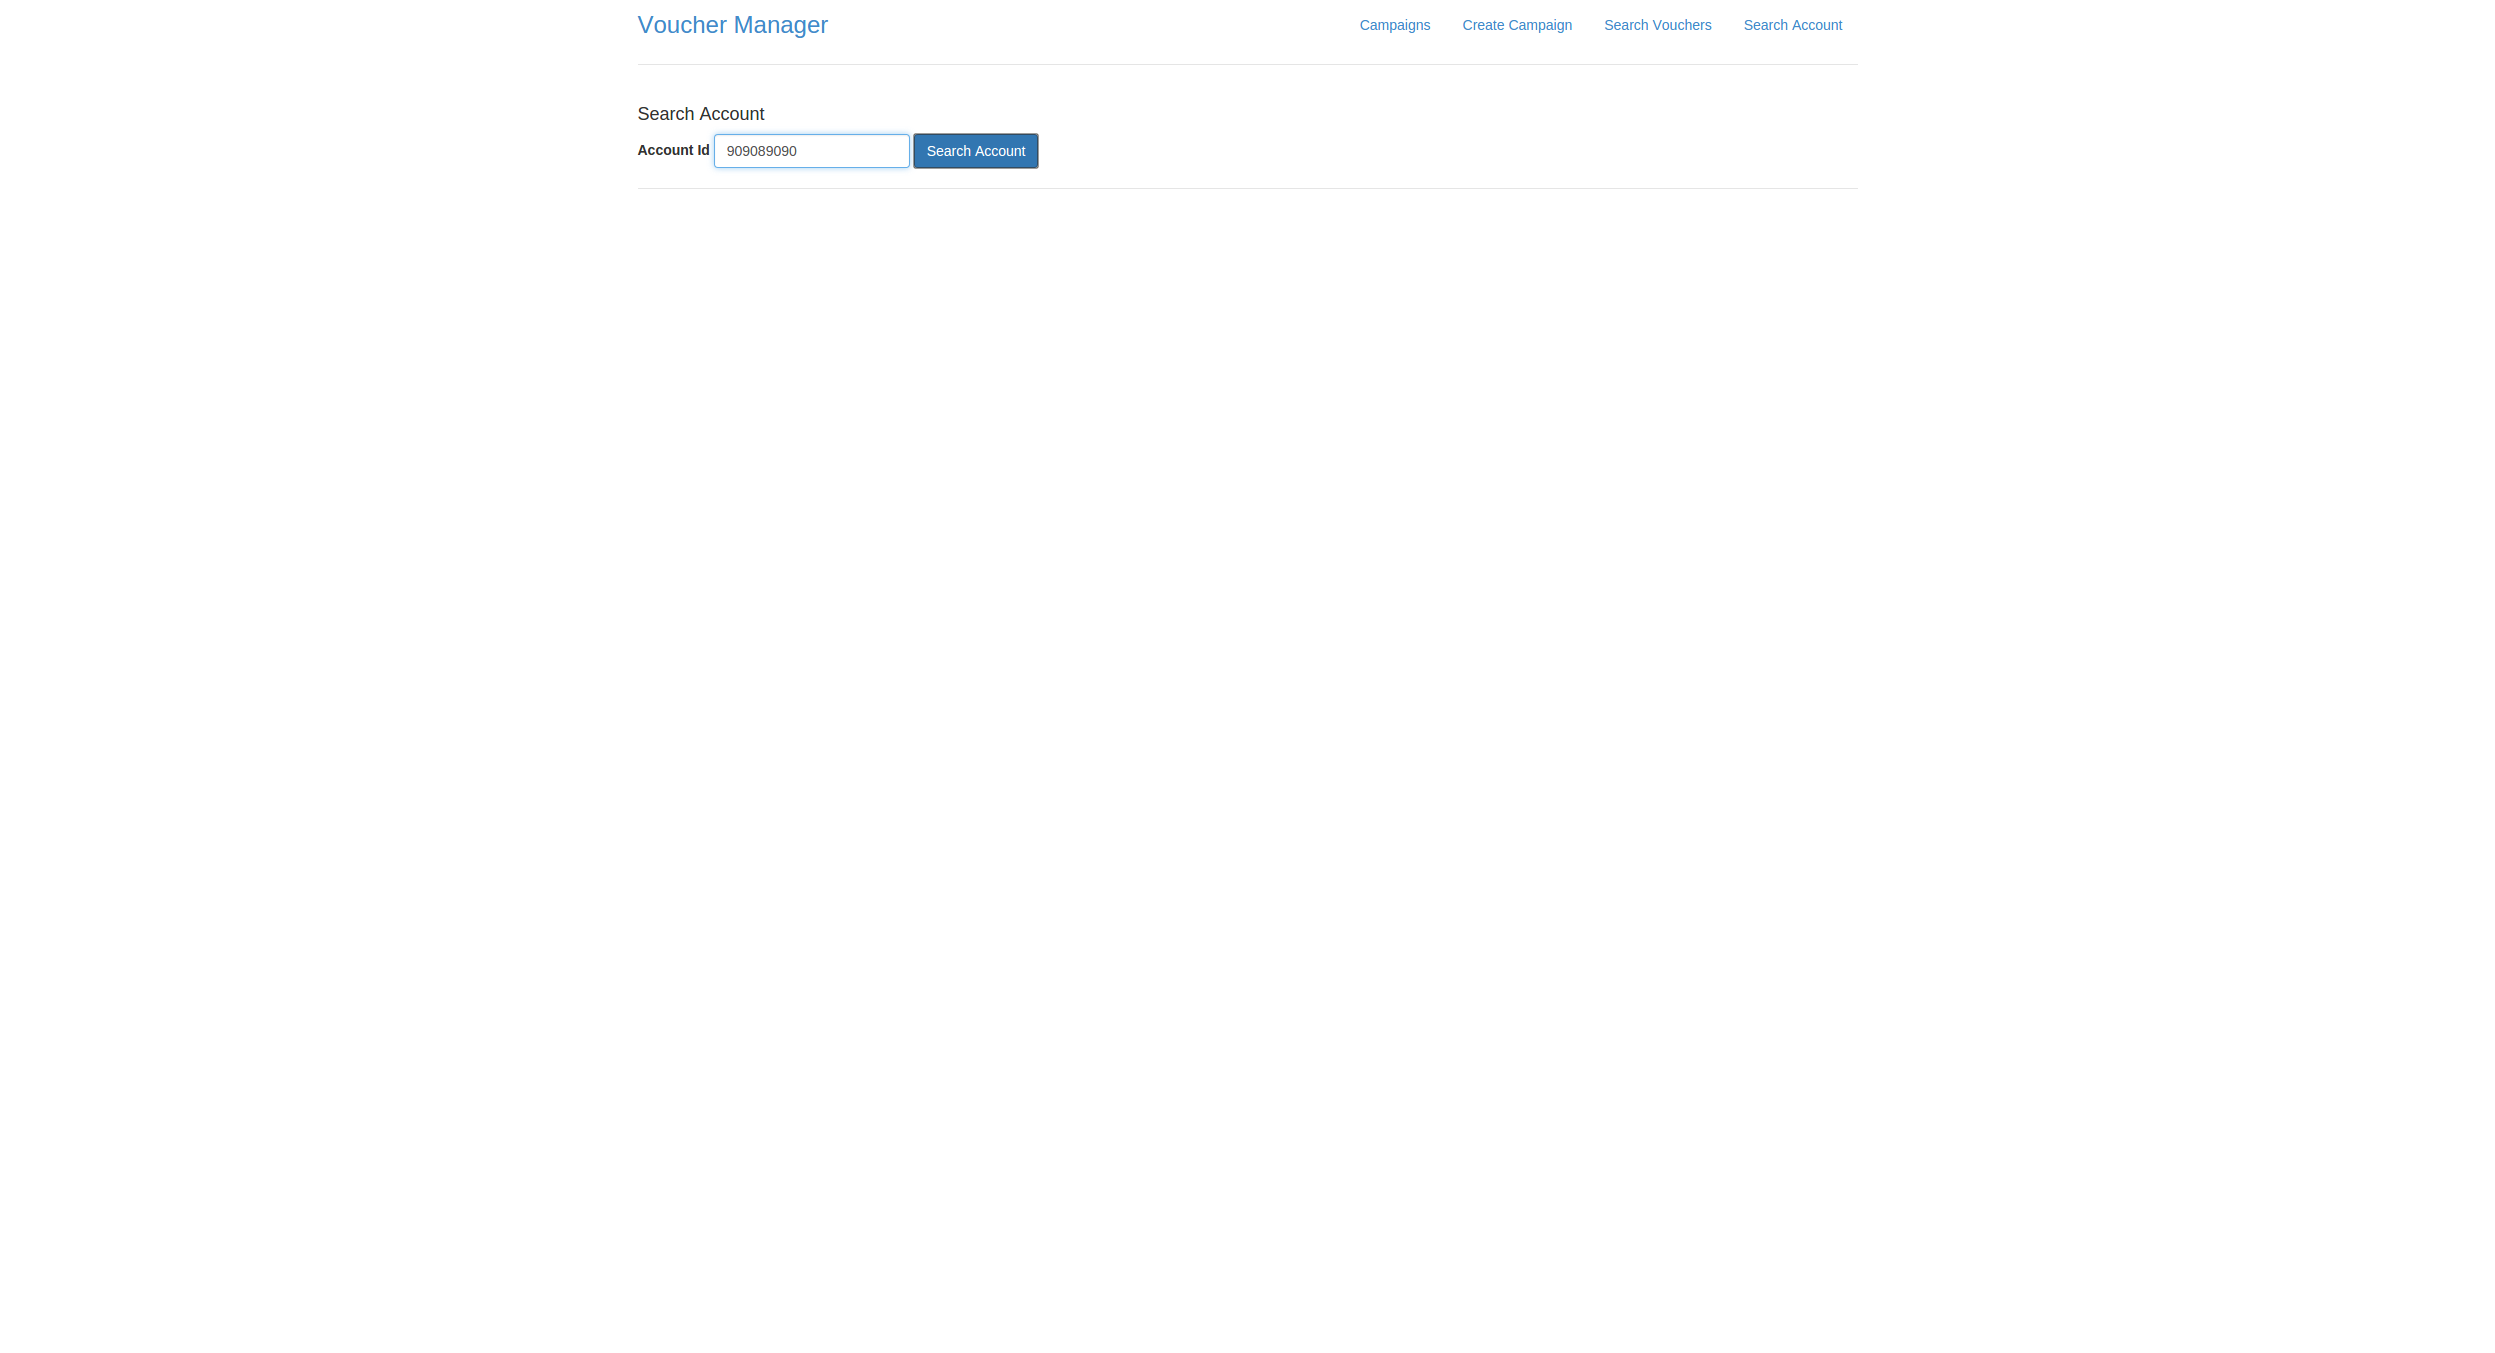 Voucher Manager
Campaigns Create Campaign Search Vouchers Search Account
Search Account
Account Id 909089090 Search Account